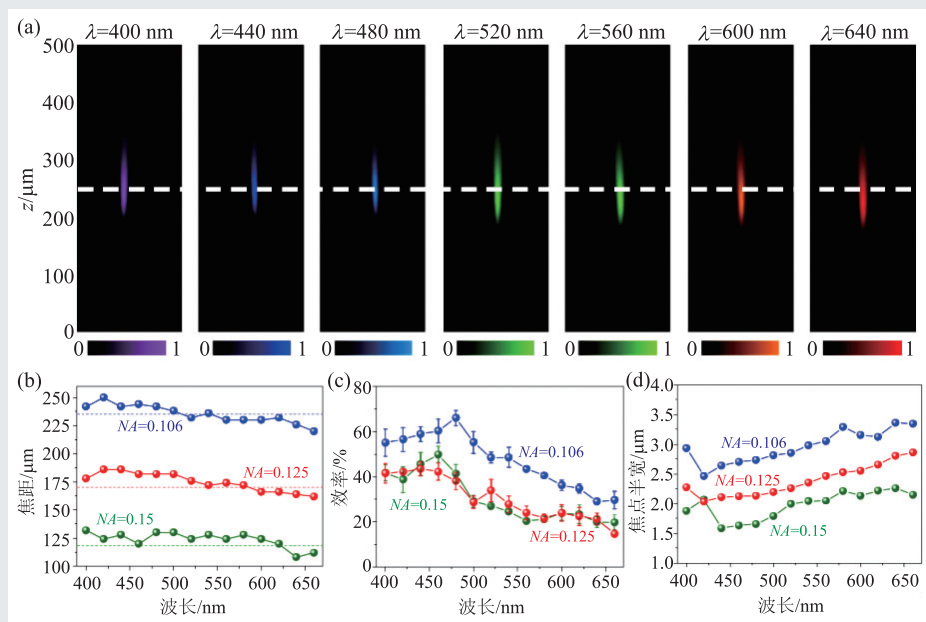 (a)
λ=400 nm λ=440 nm λ=480 nm λ=520 nm λ=560 nm λ=600 nm λ=640 nm
500
400
300
200
100
0
z/μm
0 1 0 1 0 1 0 1 0 1 0 1 0 1
(b)
250
225
175
150
125
100
焦距/μm
NA=0.106
NA=0.125
NA=0.15
400 450 500 550 600 650
波长/nm
(c)
80
60
40
20
0
效率/%
NA=0.106
NA=0.15
NA=0.125
400 450 500 550 600 650
波长/nm
(d)
4.0
3.5
3.0
2.5
2.0
1.5
1.0
焦点半宽/μm
NA=0.106
NA=0.125
NA=0.15
400 450 500 550 600 650
波长/nm